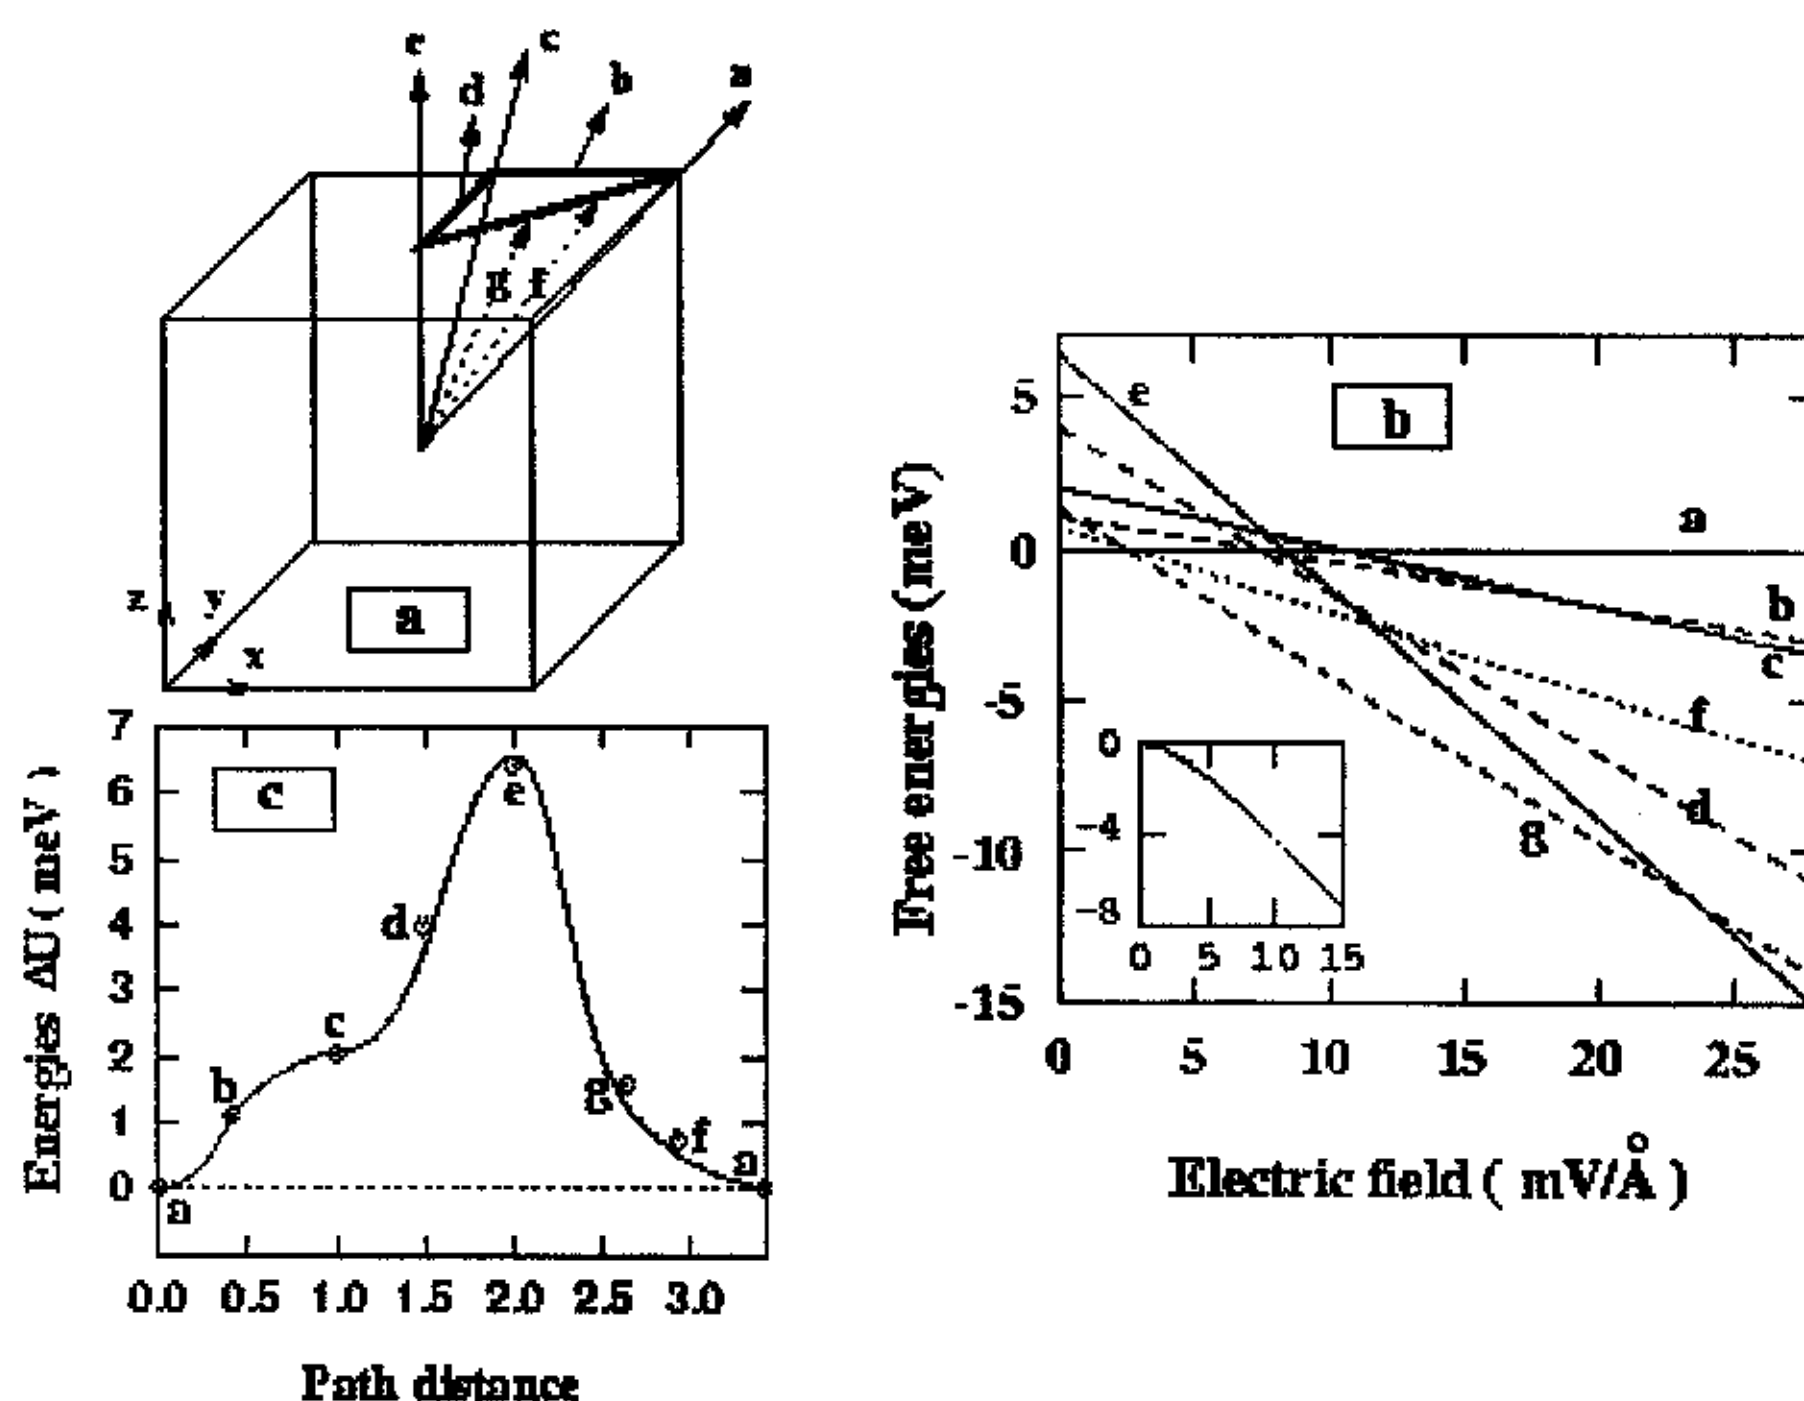 e
c
d
b
a
g f
z y
x
a
7
6
5
4
3
2
1
0
Energies ΔU ( meV )
c
e
d
c
b
g
f
a
a
0.0 0.5 1.0 1.5 2.0 2.5 3.0
Path distance
5
0
-5
-10
-15
Free energies (meV)
e
b
a
b
c
f
d
g
0
-4
-8
0 5 10 15
0 5 10 15 20 25
Electric field ( mV/Å )